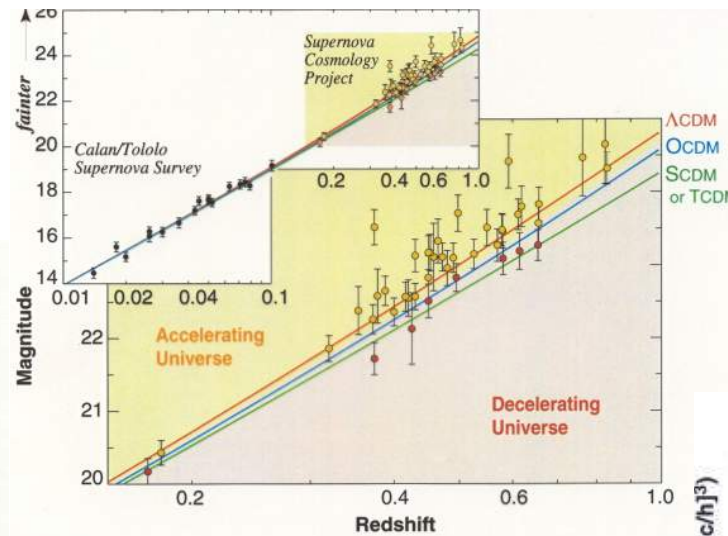 fainter
26
24
22
20
18
16
14
Supernova
Cosmology
Project
Calan/Tololo
Supernova Survey
0.2
0.4
0.6
1.0
0.01
0.02
0.04
0.1
ΛCDM
OCDM
SCDM
or TCDM
Magnitude
22
21
20
Accelerating
Universe
Decelerating
Universe
0.2
0.4
0.6
1.0
Redshift
c/h]³)